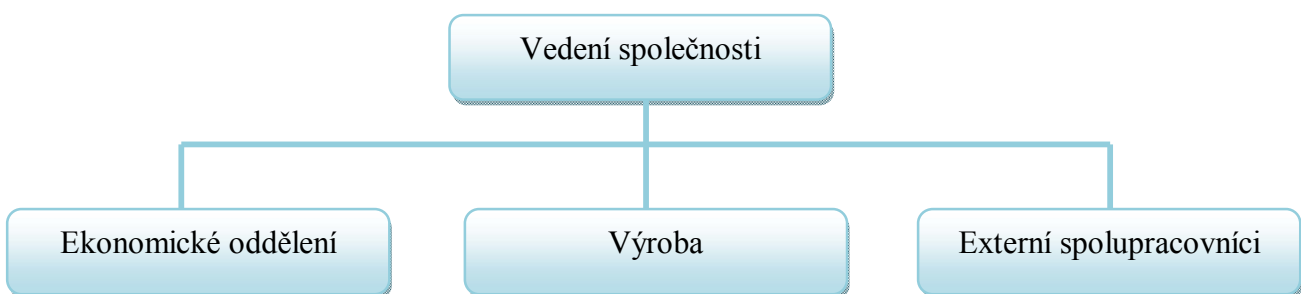 Vedení společnosti
Ekonomické oddělení
Výroba
Externí spolupracovníci